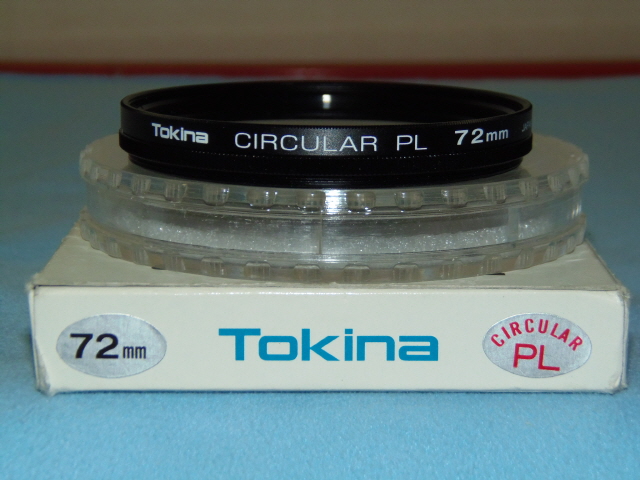 Tokina CIRCULAR PL 72mm
72mm Tokina CIRCULAR PL